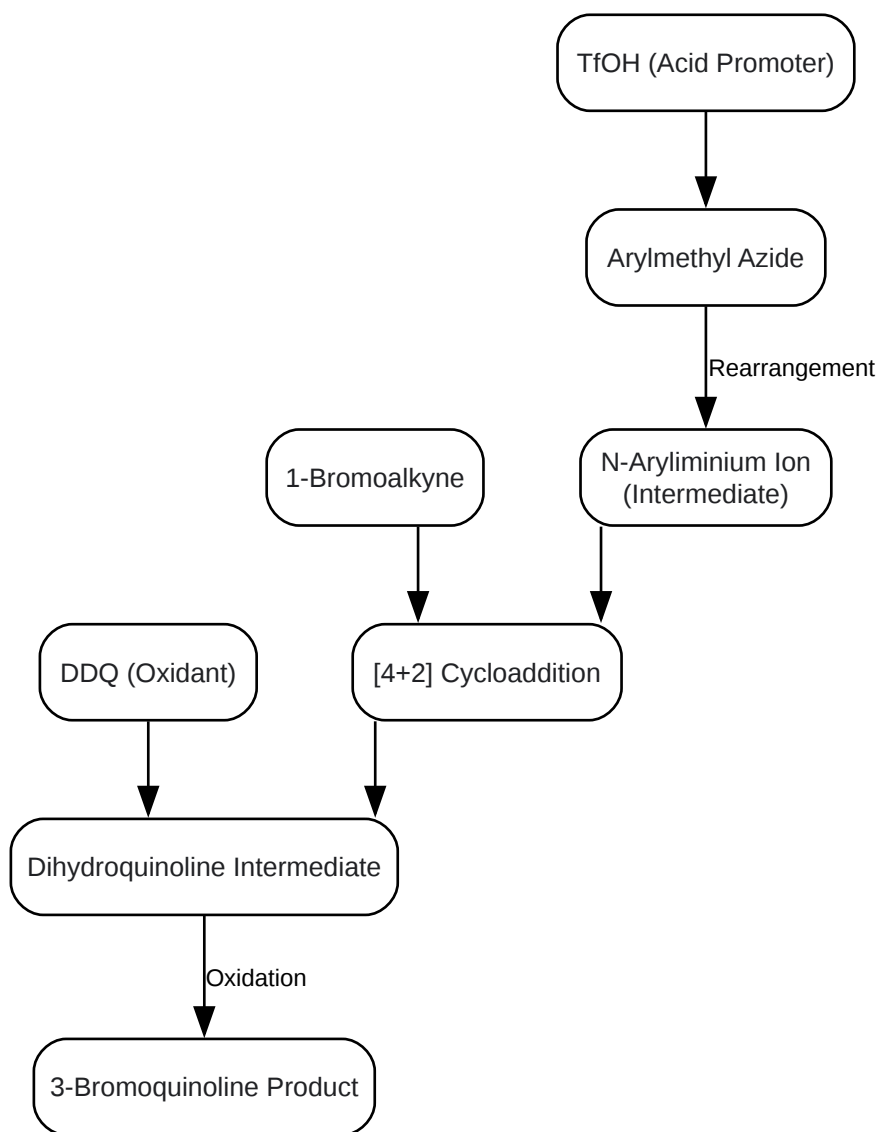 TfOH (Acid Promoter)
Arylmethyl Azide
Rearrangement
1-Bromoalkyne
N-Aryliminium Ion
(Intermediate)
DDQ (Oxidant)
[4+2] Cycloaddition
Dihydroquinoline Intermediate
Oxidation
3-Bromoquinoline Product